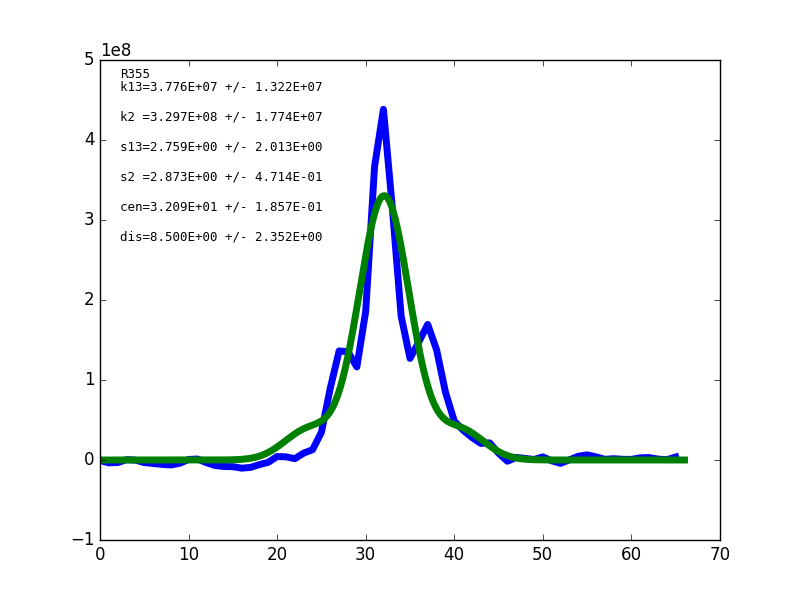 1e8
5
R355
k13=3.776E+07 +/- 1.322E+07
k2 =3.297E+08 +/- 1.774E+07
4
s13=2.759E+00 +/- 2.013E+00
s2 =2.873E+00 +/- 4.714E-01
cen=3.209E+01 +/- 1.857E-01
3
dis=8.500E+00 +/- 2.352E+00
2
1
0
−1
0 10 20 30 40 50 60 70